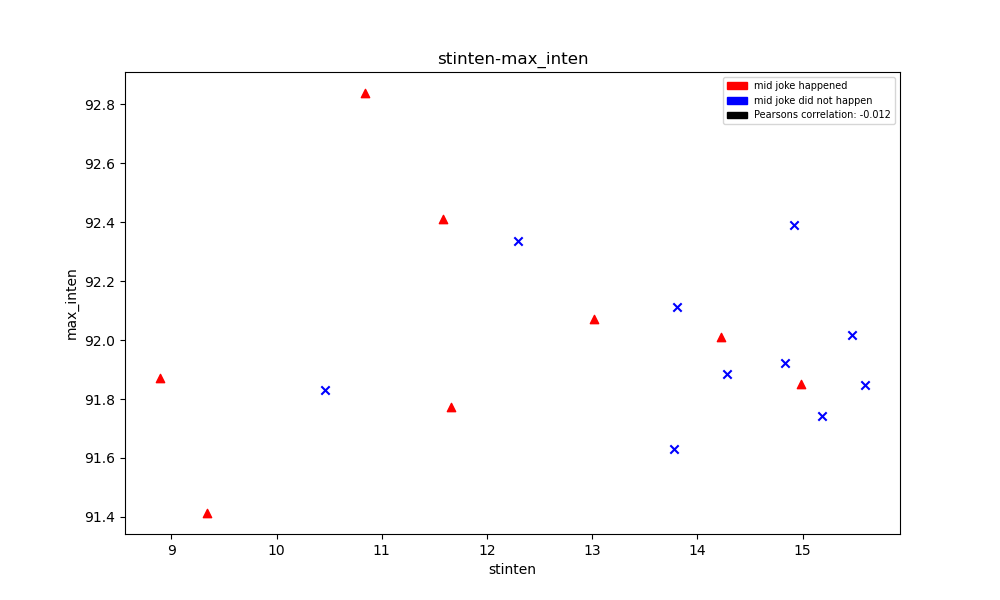 stinten-max_inten
mid joke happened
mid joke did not happen
Pearsons correlation: -0.012
max_inten
92.8
92.6
92.4
92.2
92.0
91.8
91.6
91.4
9 10 11 12 13 14 15
stinten